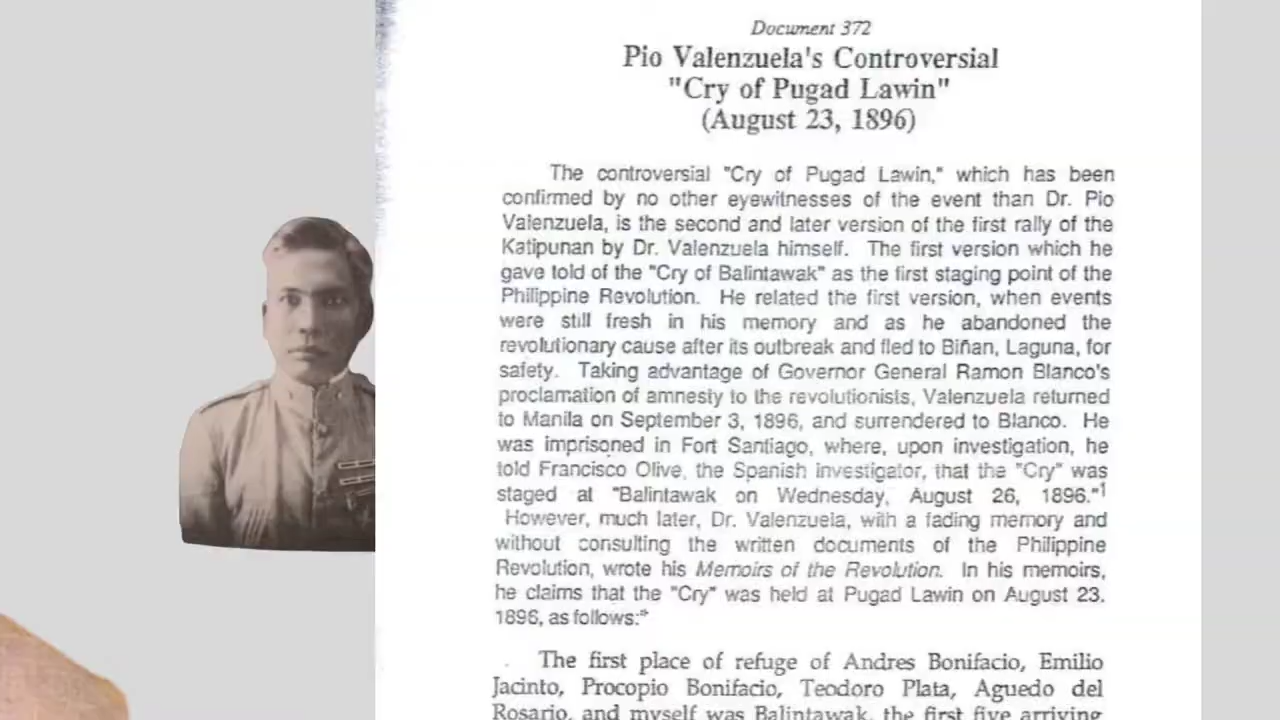 Document 372
Pio Valenzuela's Controversial
"Cry of Pugad Lawin"
(August 23, 1896)
The controversial "Cry of Pugad Lawin," which has been
confirmed by no other eyewitnesses of the event than Dr. Pio
Valenzuela, is the second and later version of the first rally of the
Katipunan by Dr. Valenzuela himself. The first version which he
gave told of the "Cry of Balintawak" as the first staging point of the
Philippine Revolution. He related the first version, when events
were still fresh in his memory and as he abandoned the
revolutionary cause after its outbreak and fled to Biñan, Laguna, for
safety. Taking advantage of Governor General Ramon Blanco's
proclamation of amnesty to the revolutionists, Valenzuela returned
to Manila on September 3, 1896, and surrendered to Blanco. He
was imprisoned in Fort Santiago, where, upon investigation, he
told Francisco Olive, the Spanish investigator, that the "Cry" was
staged at "Balintawak on Wednesday, August 26, 1896."1
However, much later, Dr. Valenzuela, with a fading memory and
without consulting the written documents of the Philippine
Revolution, wrote his Memoirs of the Revolution. In his memoirs,
he claims that the "Cry" was held at Pugad Lawin on August 23.
1896, as follows:*
The first place of refuge of Andres Bonifacio, Emilio
Jacinto, Procopio Bonifacio, Teodoro Plata, Aguedo del
Rosario, and myself was Balintawak, the first five arriving